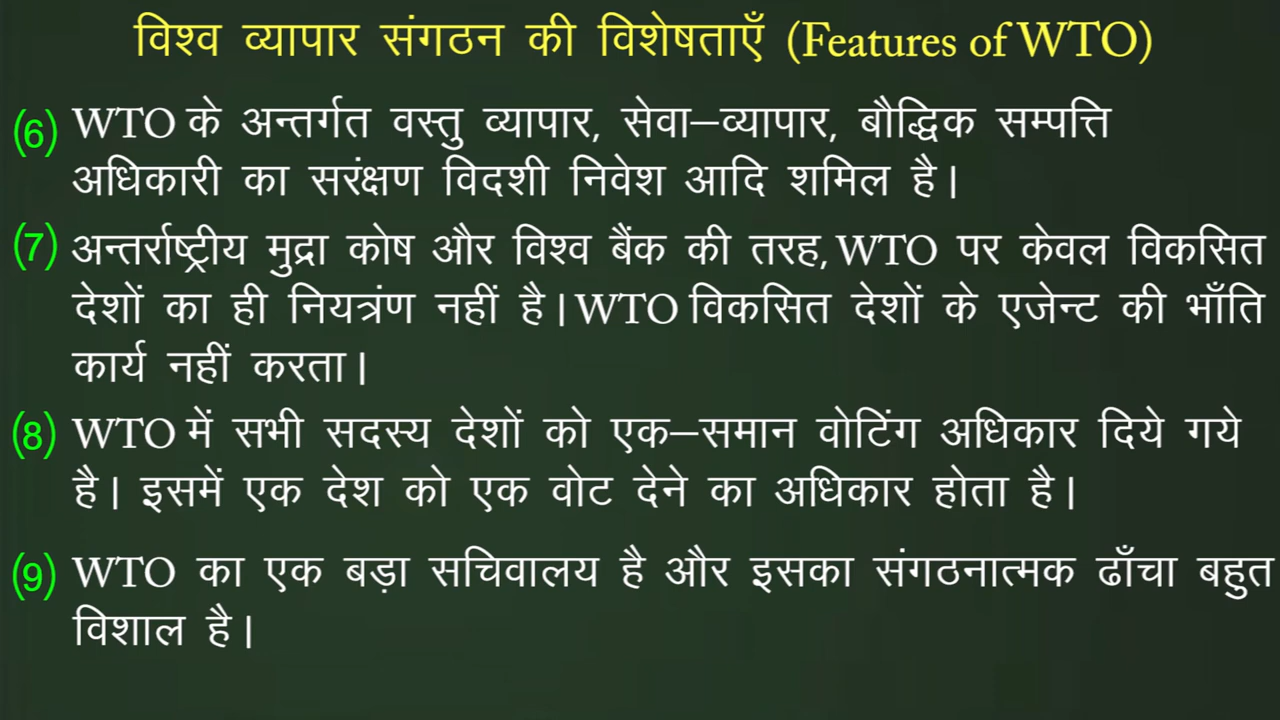 विश्व व्यापार संगठन की विशेषताएँ (Features of WTO)
(6) WTO के अन्तर्गत वस्तु व्यापार, सेवा–व्यापार, बौद्धिक सम्पत्ति
अधिकारी का सरंक्षण विदशी निवेश आदि शमिल है।
(7) अन्तर्राष्ट्रीय मुद्रा कोष और विश्व बैंक की तरह, WTO पर केवल विकसित
देशों का ही नियत्रंण नहीं है। WTO विकसित देशों के एजेन्ट की भाँति
कार्य नहीं करता।
(8) WTO में सभी सदस्य देशों को एक–समान वोटिंग अधिकार दिये गये
है। इसमें एक देश को एक वोट देने का अधिकार होता है।
(9) WTO का एक बड़ा सचिवालय है और इसका संगठनात्मक ढाँचा बहुत
विशाल है।